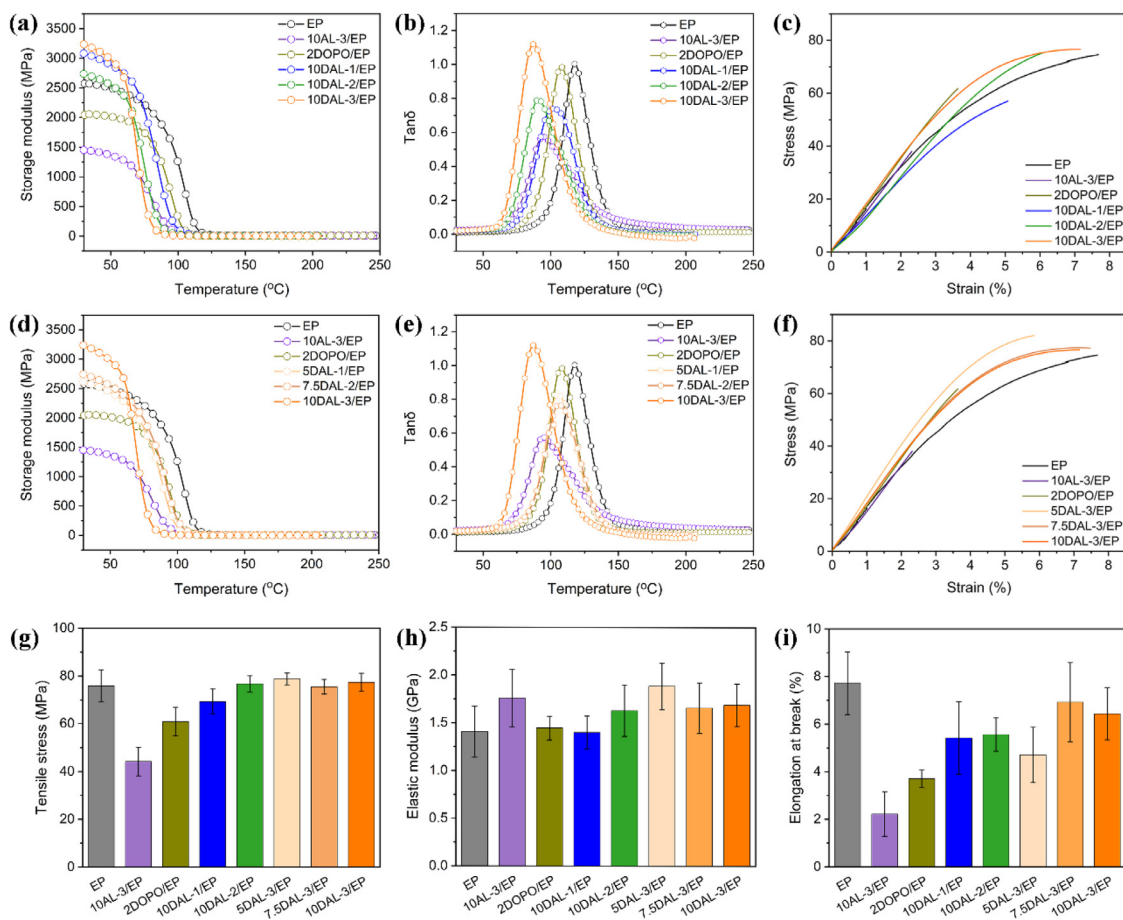 (a)
Storage modulus (MPa)
3500
3000
2500
2000
1500
1000
500
0
50
100
150
200
250
Temperature (°C)
EP
10AL-3/EP
2DOPO/EP
10DAL-1/EP
10DAL-2/EP
10DAL-3/EP
(b)
Tanδ
1.2
1.0
0.8
0.6
0.4
0.2
0.0
50
100
150
200
250
Temperature (°C)
EP
10AL-3/EP
2DOPO/EP
10DAL-1/EP
10DAL-2/EP
10DAL-3/EP
(c)
Stress (MPa)
80
60
40
20
0
0
1
2
3
4
5
6
7
8
Strain (%)
EP
10AL-3/EP
2DOPO/EP
10DAL-1/EP
10DAL-2/EP
10DAL-3/EP
(d)
Storage modulus (MPa)
3500
3000
2500
2000
1500
1000
500
0
50
100
150
200
250
Temperature (°C)
EP
10AL-3/EP
2DOPO/EP
5DAL-1/EP
7.5DAL-2/EP
10DAL-3/EP
(e)
Tanδ
1.2
1.0
0.8
0.6
0.4
0.2
0.0
50
100
150
200
250
Temperature (°C)
EP
10AL-3/EP
2DOPO/EP
5DAL-1/EP
7.5DAL-2/EP
10DAL-3/EP
(f)
Stress (MPa)
80
60
40
20
0
0
1
2
3
4
5
6
7
8
Strain (%)
EP
10AL-3/EP
2DOPO/EP
5DAL-3/EP
7.5DAL-3/EP
10DAL-3/EP
(g)
Tensile stress (MPa)
100
80
60
40
20
0
EP
10AL-3/EP
2DOPO/EP
10DAL-1/EP
10DAL-2/EP
5DAL-3/EP
7.5DAL-3/EP
10DAL-3/EP
(h)
Elastic modulus (GPa)
2.5
2.0
1.5
1.0
0.5
0.0
EP
10AL-3/EP
2DOPO/EP
10DAL-1/EP
10DAL-2/EP
5DAL-3/EP
7.5DAL-3/EP
10DAL-3/EP
(i)
Elongation at break (%)
10
8
6
4
2
0
EP
10AL-3/EP
2DOPO/EP
10DAL-1/EP
10DAL-2/EP
5DAL-3/EP
7.5DAL-3/EP
10DAL-3/EP